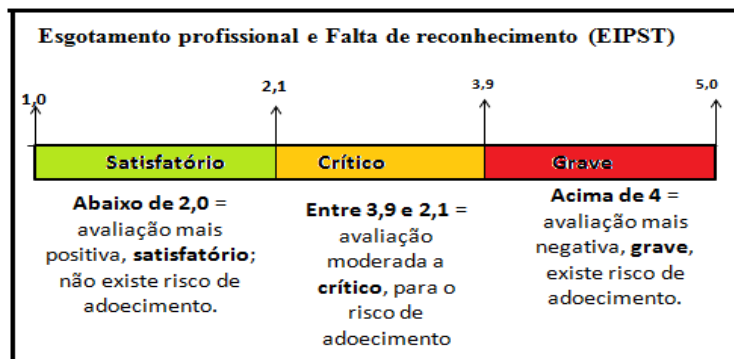 Esgotamento profissional e Falta de reconhecimento (EIPST)
1,0
2,1
3,9
5,0
Satisfatório
Crítico
Grave
Abaixo de 2,0 =
avaliação mais
positiva, satisfatório;
não existe risco de
adoecimento.
Entre 3,9 e 2,1 =
avaliação
moderada a
crítico, para o
risco de
adoecimento
Acima de 4 =
avaliação mais
negativa, grave,
existe risco de
adoecimento.